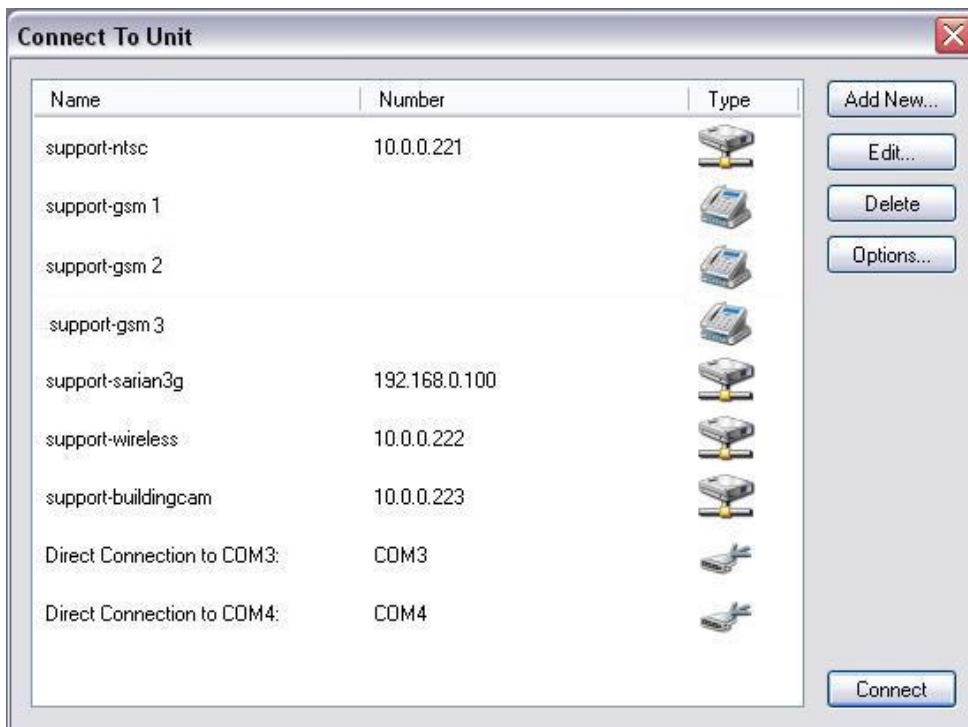 Connect To Unit
Name Number Type
support-ntsc 10.0.0.221
support-gsm 1
support-gsm 2
support-gsm 3
support-sarian3g 192.168.0.100
support-wireless 10.0.0.222
support-buildingcam 10.0.0.223
Direct Connection to COM3: COM3
Direct Connection to COM4: COM4
Add New...
Edit...
Delete
Options...
Connect